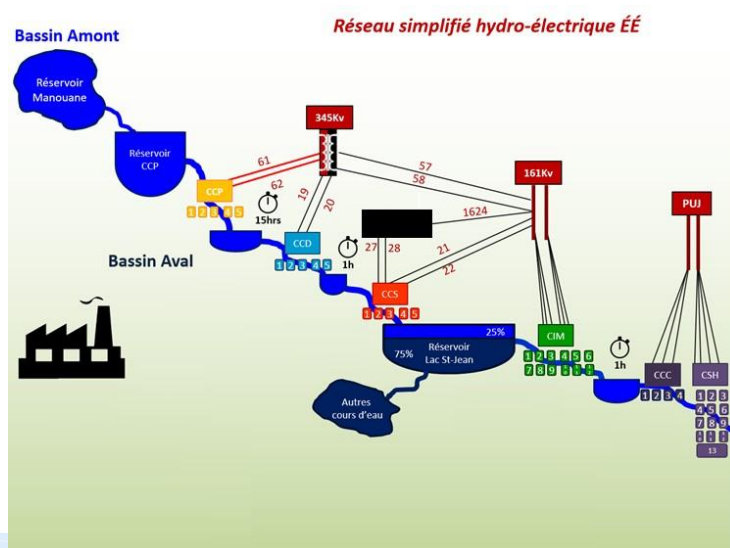 Réseau simplifié hydro-électrique ÉÉ
Bassin Amont
Réservoir
Manouane
Réservoir
CCP
345Kv
61
62
57
58
161Kv
CCP
1 2 3 4 5
15hrs
19
20
1624
PUJ
Bassin Aval
CCD
1 2 3 4 5
1h
27
28
21
22
CCS
1 2 3 4 5
25%
75%
Réservoir
Lac St-Jean
CIM
1 2 3 4 5 6
7 8 9
1h
CCC
1 2 3 4
CSH
1 2 3
4 5 6
7 8 9
13
Autres
cours d'eau